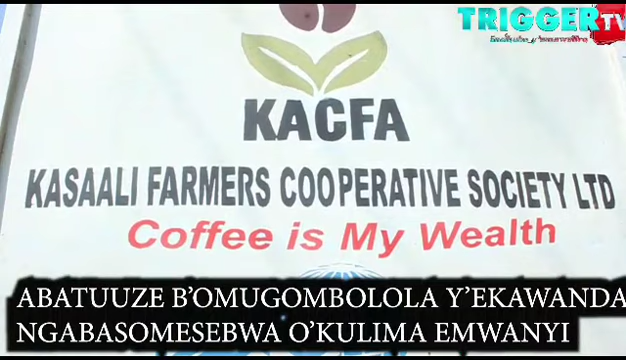 TRIGGER TV
KACFA
KASAALI FARMERS COOPERATIVE SOCIETY LTD
Coffee is My Wealth
ABATUUZE B'OMUGOMBOLOLA Y'EKAWANDA
NGABASOMESEBWA O'KULIMA EMWANYI